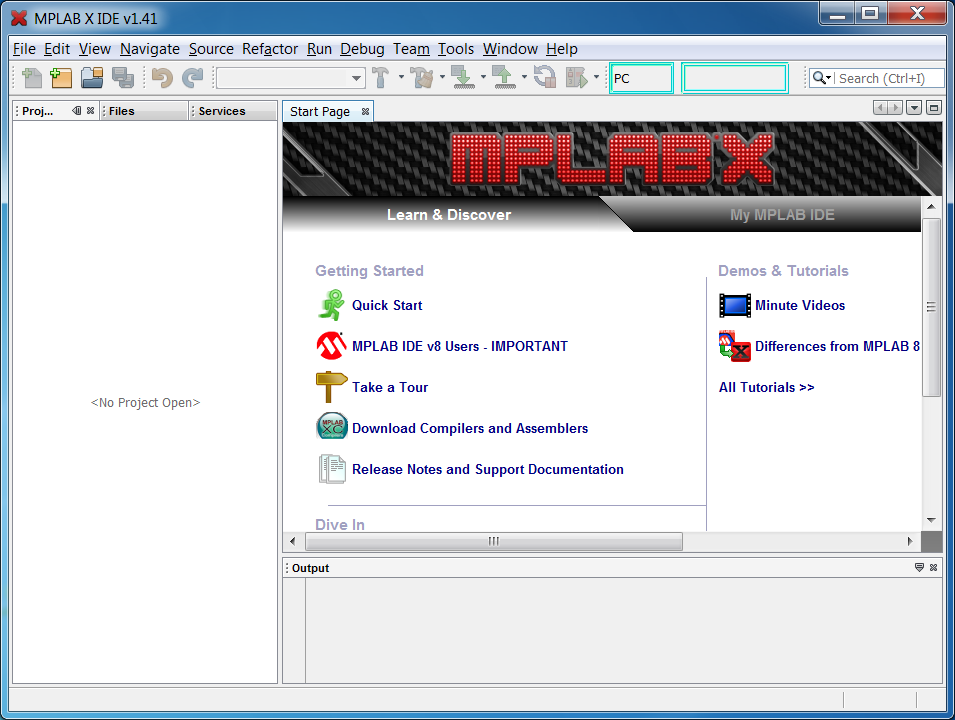 MPLAB X IDE v1.41
File Edit View Navigate Source Refactor Run Debug Team Tools Window Help
PC
Search (Ctrl+I)
Proj... Files Services
Start Page
MPLAB X
Learn & Discover
My MPLAB IDE
Getting Started
Demos & Tutorials
Quick Start
Minute Videos
MPLAB IDE v8 Users - IMPORTANT
Differences from MPLAB 8
Take a Tour
All Tutorials >>
<No Project Open>
MPLAB
XC
Compilers
Download Compilers and Assemblers
Release Notes and Support Documentation
Dive In
Output